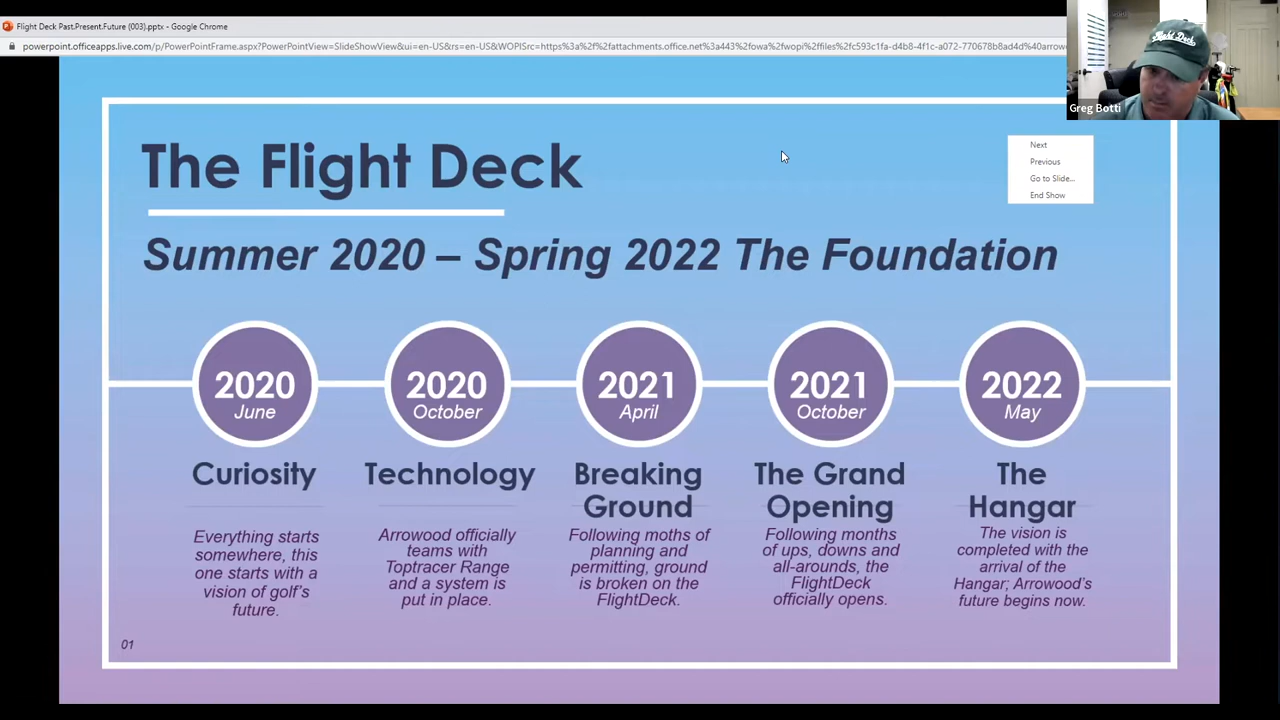 Flight Deck Past.Present.Future (003).pptx - Google Chrome
powerpoint.officeapps.live.com/p/PowerPointFrame.aspx?PowerPointView=SlideShowView&ui=en-US&rs=en-US&WOPISrc=https%3a%2f%2fattachments.office.net%3a443%2fowa%2fwopi%2ffiles%2fc593c1fa-d4b8-4f1c-a072-770678b8ad4d%40arrow
Flight Deck
Greg Botti
Next
Previous
Go to Slide...
End Show
The Flight Deck
Summer 2020 – Spring 2022 The Foundation
2020
June
Curiosity
Everything starts
somewhere, this
one starts with a
vision of golf's
future.
2020
October
Technology
Arrowood officially
teams with
Toptracer Range
and a system is
put in place.
2021
April
Breaking
Ground
Following moths of
planning and
permitting, ground
is broken on the
FlightDeck.
2021
October
The Grand
Opening
Following months
of ups, downs and
all-arounds, the
FlightDeck
officially opens.
2022
May
The
Hangar
The vision is
completed with the
arrival of the
Hangar; Arrowood's
future begins now.
01